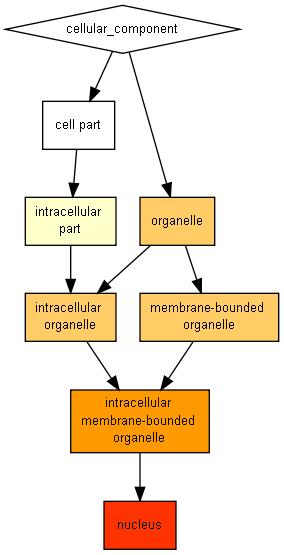 cellular_component
cell part
intracellular
part
organelle
intracellular
organelle
membrane-bounded
organelle
intracellular
membrane-bounded
organelle
nucleus